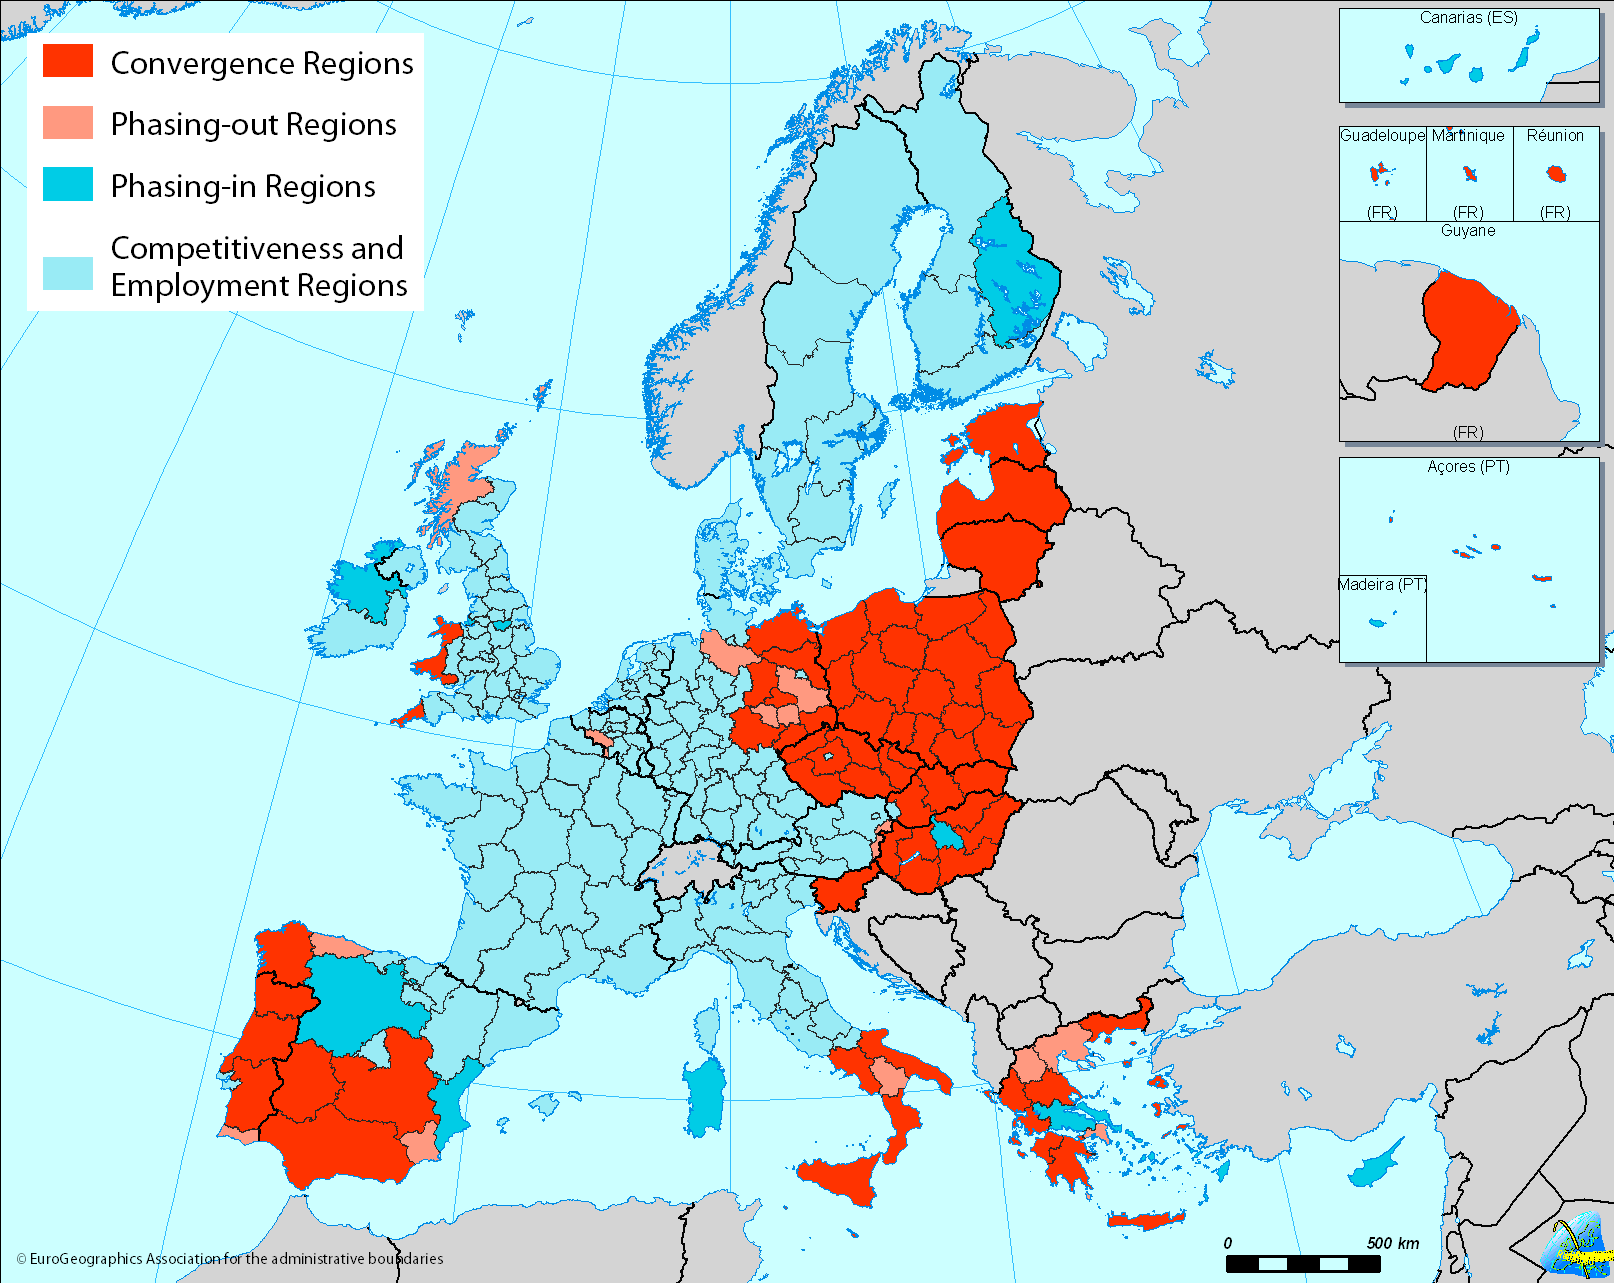 Convergence Regions
Phasing-out Regions
Phasing-in Regions
Competitiveness and
Employment Regions
Canarias (ES)
Guadeloupe Martinique Réunion
(FR) (FR) (FR)
Guyane
(FR)
Açores (PT)
Madeira (PT)
0 500 km
© EuroGeographics Association for the administrative boundaries